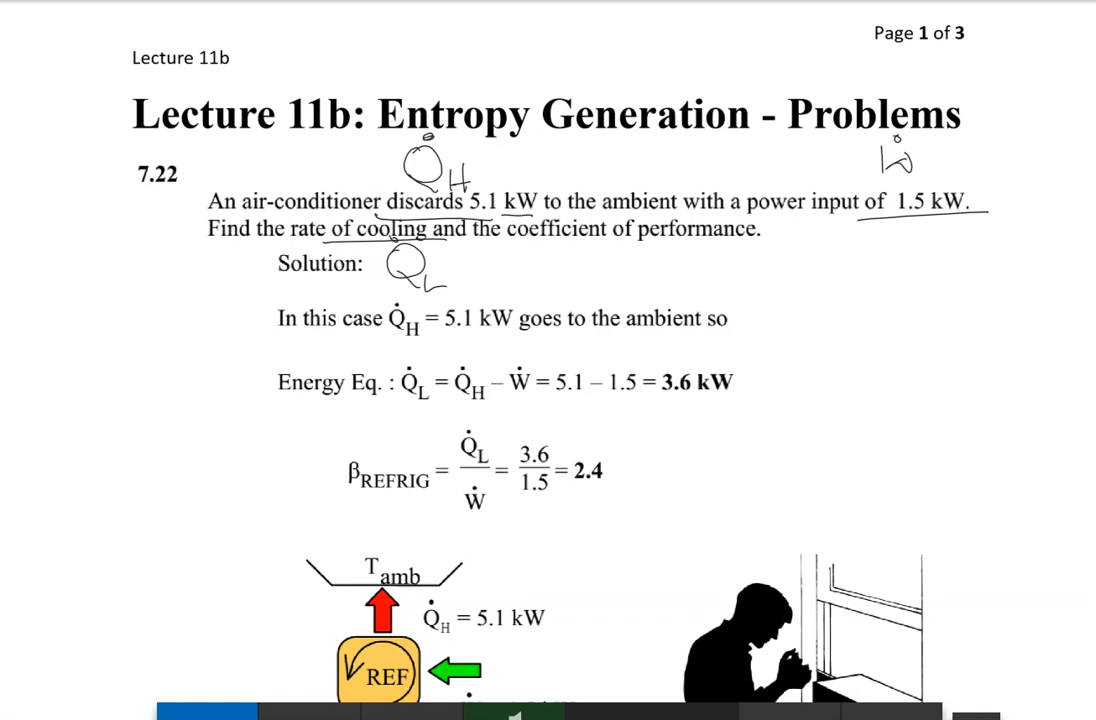 Page 1 of 3
Lecture 11b
Lecture 11b: Entropy Generation - Problems
Q̇H Ẇ
7.22
An air-conditioner discards 5.1 kW to the ambient with a power input of 1.5 kW.
Find the rate of cooling and the coefficient of performance.
Solution: QL
In this case Q̇H = 5.1 kW goes to the ambient so
Energy Eq. : Q̇L = Q̇H – Ẇ = 5.1 – 1.5 = 3.6 kW
βREFRIG = Q̇L / Ẇ = 3.6 / 1.5 = 2.4
Tamb
Q̇H = 5.1 kW
REF